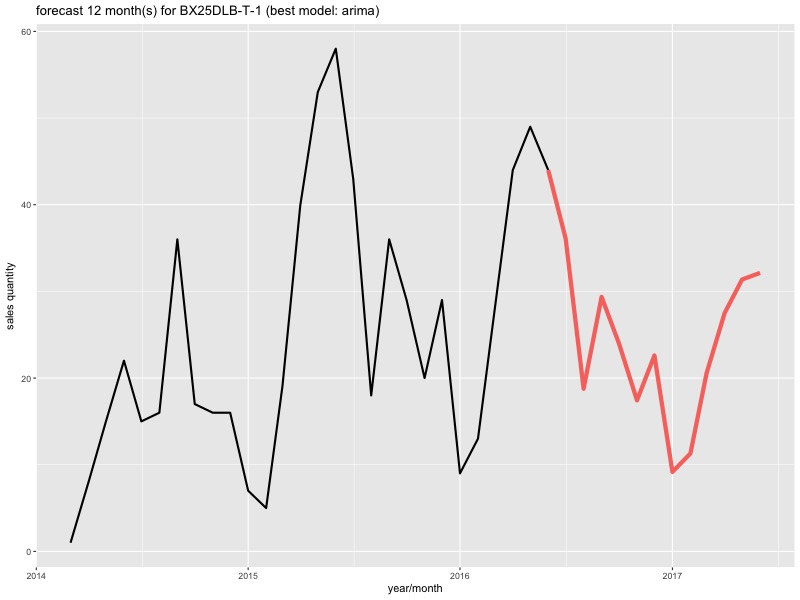 forecast 12 month(s) for BX25DLB-T-1 (best model: arima)
60
40
20
0
sales quantity
2014
2015
2016
2017
year/month